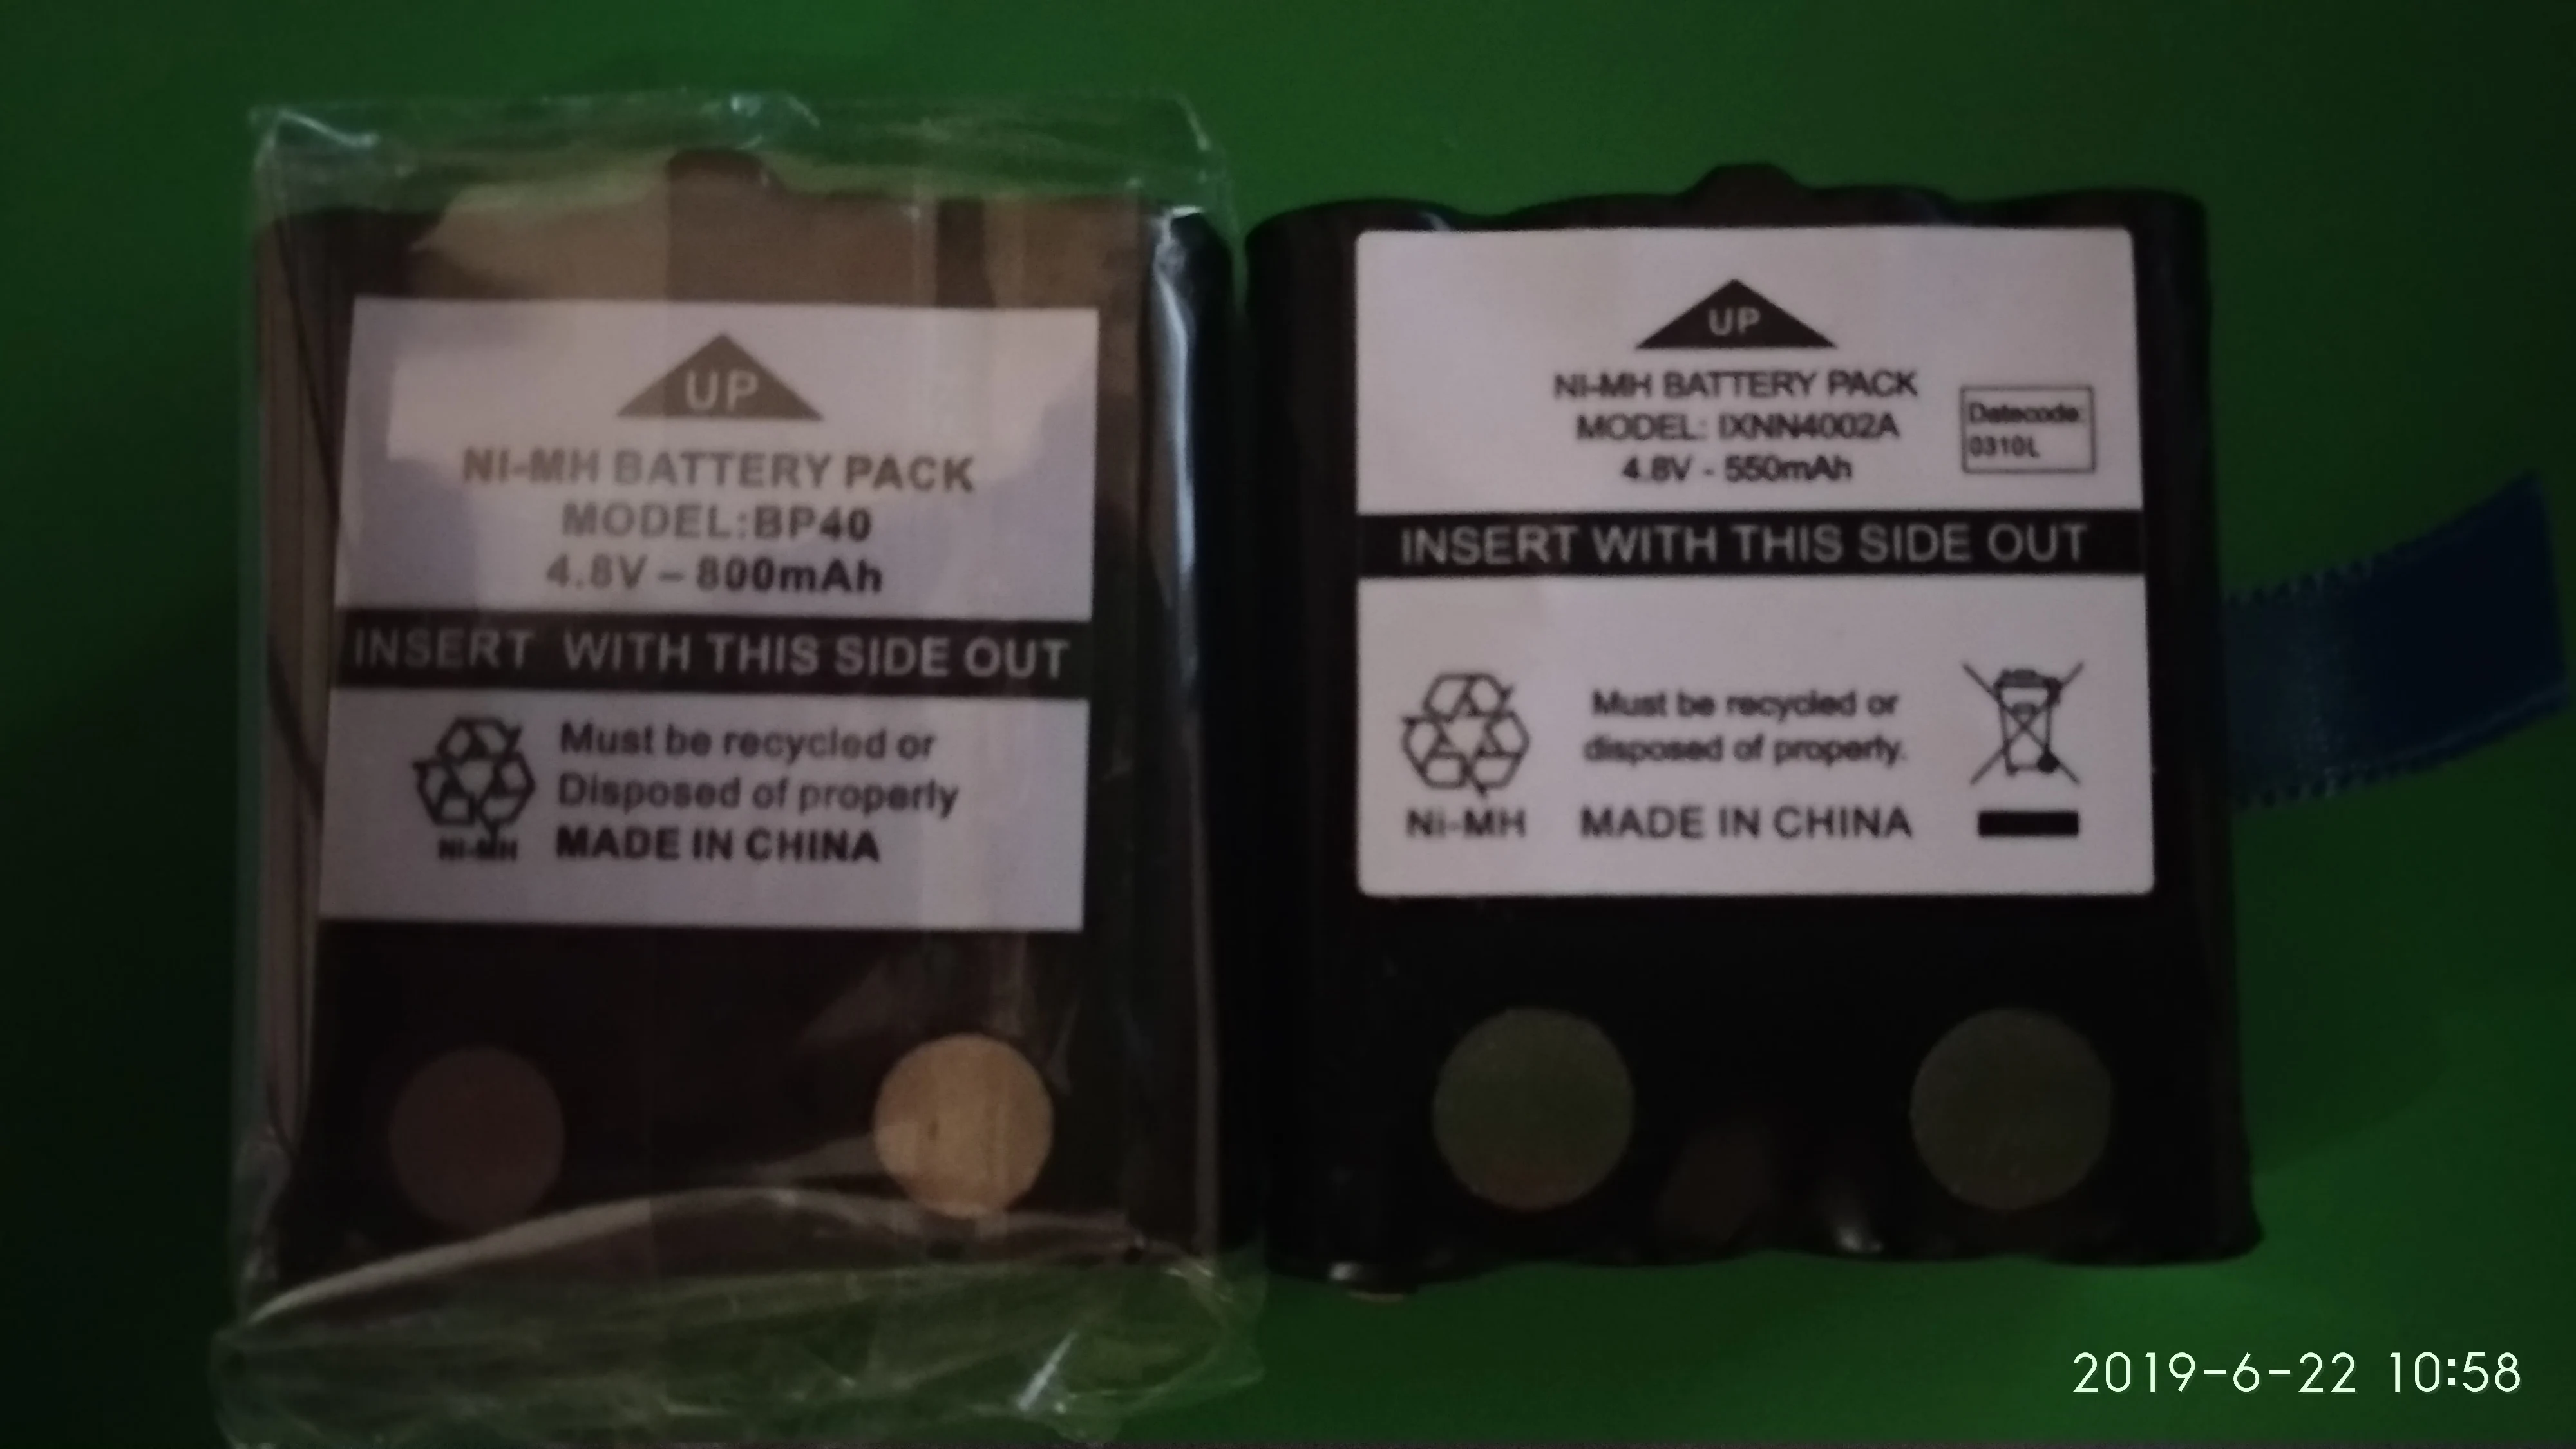 UP
NI-MH BATTERY PACK
MODEL:BP40
4.8V – 800mAh
INSERT WITH THIS SIDE OUT
Must be recycled or
Disposed of properly
MADE IN CHINA
Ni-MH
UP
NI-MH BATTERY PACK
MODEL: IXNN4002A
4.8V - 550mAh
Datecode:
0310L
INSERT WITH THIS SIDE OUT
Must be recycled or
disposed of properly.
Ni-MH
MADE IN CHINA
2019-6-22 10:58